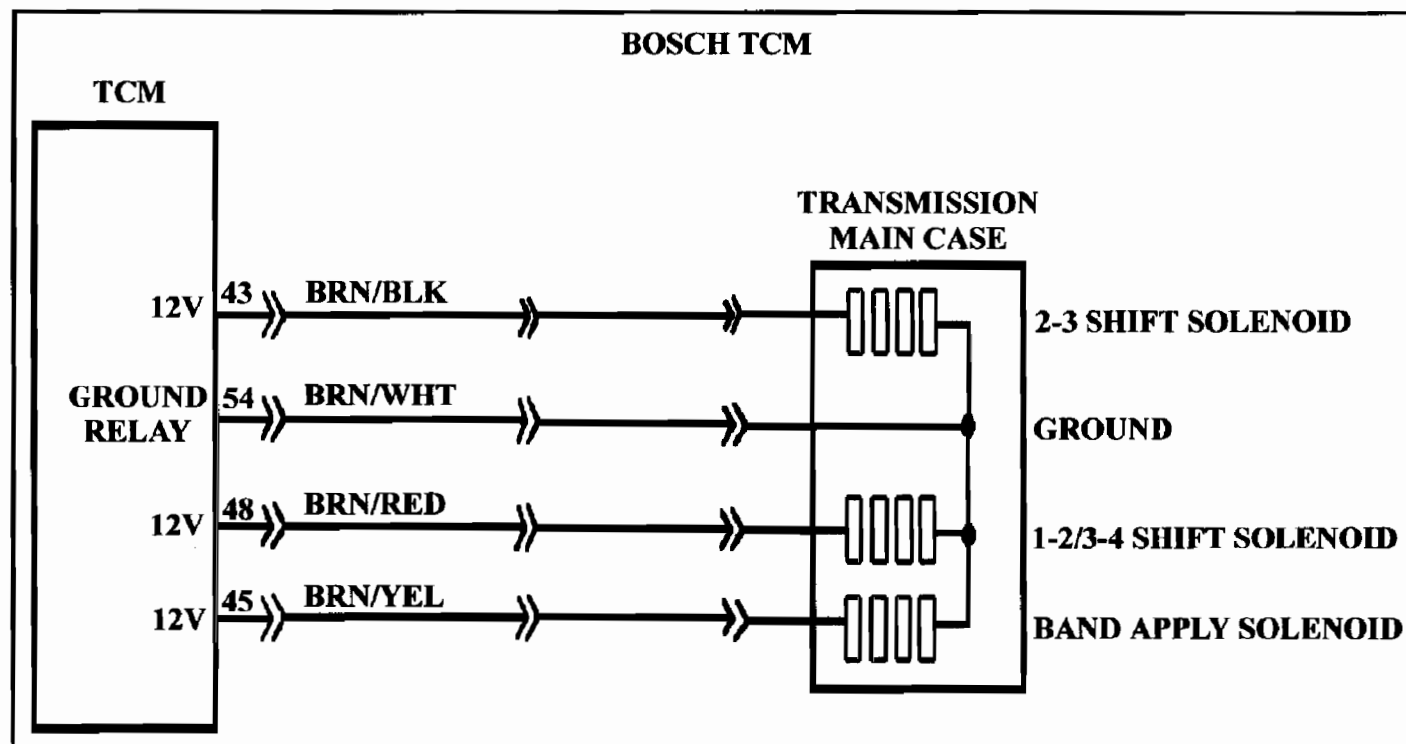 BOSCH TCM
TCM
TRANSMISSION
MAIN CASE
12V
43
BRN/BLK
2-3 SHIFT SOLENOID
GROUND
RELAY
54
BRN/WHT
GROUND
12V
48
BRN/RED
1-2/3-4 SHIFT SOLENOID
12V
45
BRN/YEL
BAND APPLY SOLENOID